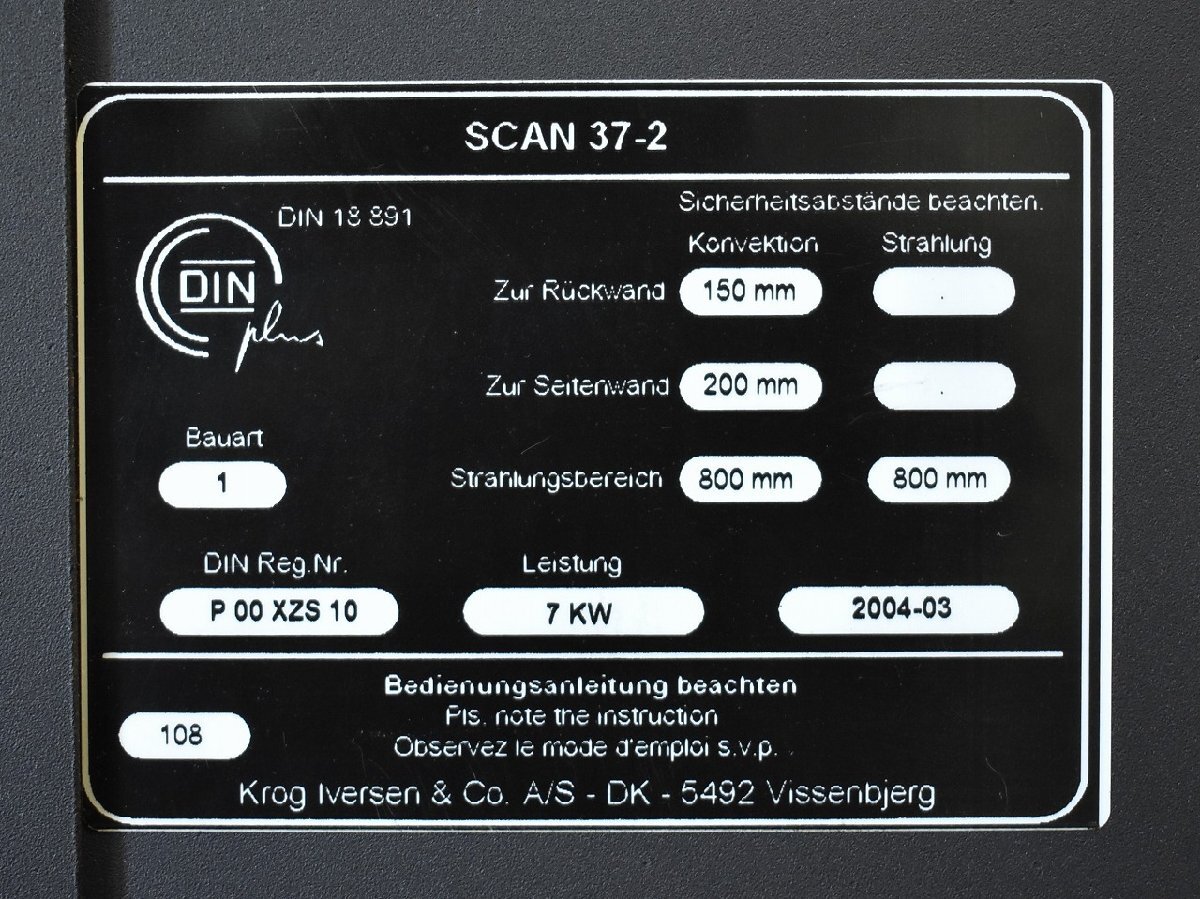 SCAN 37-2
DIN 18 891
DIN
plus
Sicherheitsabstände beachten.
Konvektion Strahlung
Zur Rückwand 150 mm .
Zur Seitenwand 200 mm .
Bauart
1
Strahlungsbereich 800 mm 800 mm
DIN Reg.Nr. Leistung
P 00 XZS 10 7 KW 2004-03
Bedienungsanleitung beachten
Pls. note the instruction
108
Observez le mode d'emploi s.v.p.
Krog Iversen & Co. A/S - DK - 5492 Vissenbjerg